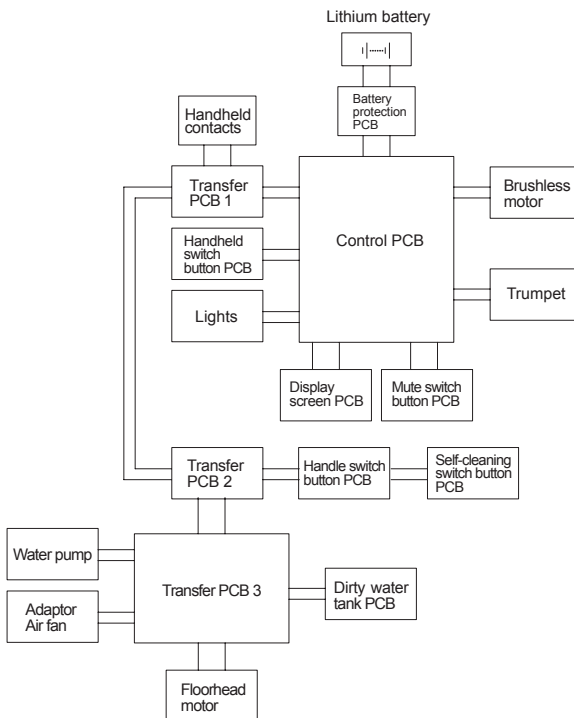 Lithium battery
Battery
protection
PCB
Handheld
contacts
Transfer
PCB 1
Control PCB
Brushless
motor
Handheld
switch
button PCB
Lights
Trumpet
Display
screen PCB
Mute switch
button PCB
Transfer
PCB 2
Handle switch
button PCB
Self-cleaning
switch button
PCB
Water pump
Transfer PCB 3
Dirty water
tank PCB
Adaptor
Air fan
Floorhead
motor